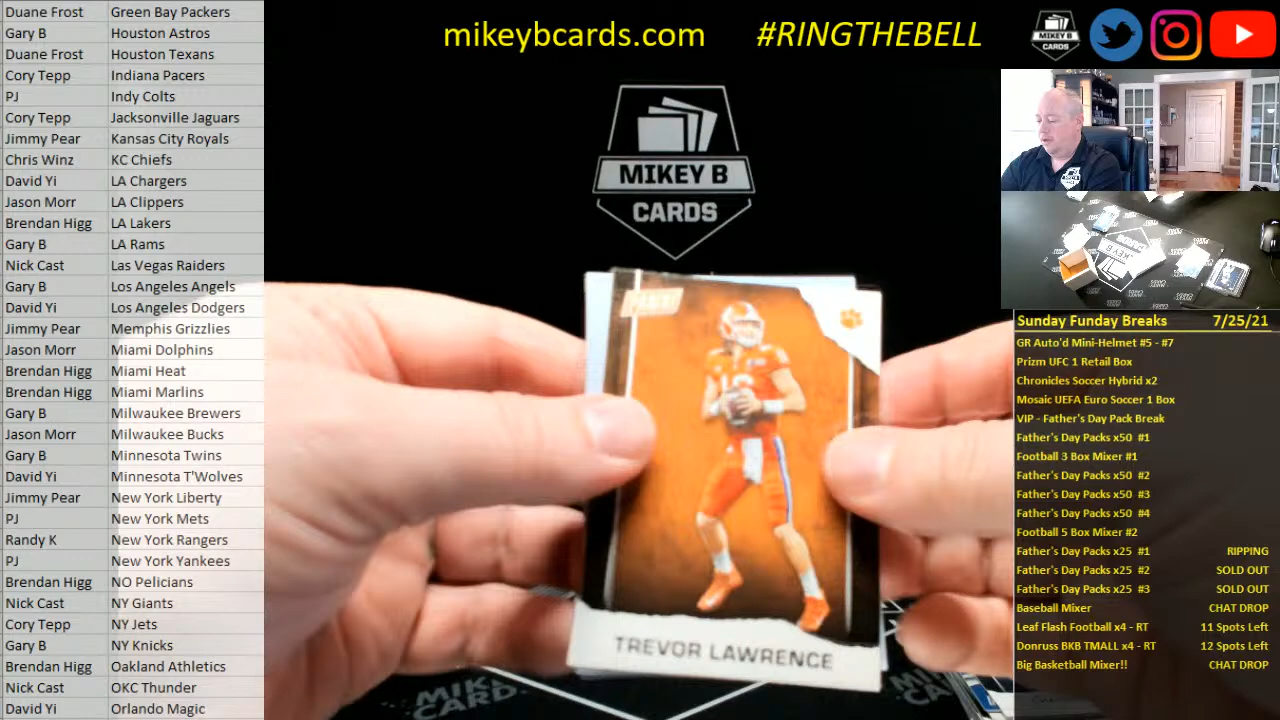 Duane Frost Green Bay Packers
Gary B Houston Astros
Duane Frost Houston Texans
Cory Tepp Indiana Pacers
PJ Indy Colts
Cory Tepp Jacksonville Jaguars
Jimmy Pear Kansas City Royals
Chris Winz KC Chiefs
David Yi LA Chargers
Jason Morr LA Clippers
Brendan Higg LA Lakers
Gary B LA Rams
Nick Cast Las Vegas Raiders
Gary B Los Angeles Angels
David Yi Los Angeles Dodgers
Jimmy Pear Memphis Grizzlies
Jason Morr Miami Dolphins
Brendan Higg Miami Heat
Brendan Higg Miami Marlins
Gary B Milwaukee Brewers
Jason Morr Milwaukee Bucks
Gary B Minnesota Twins
David Yi Minnesota T'Wolves
Jimmy Pear New York Liberty
PJ New York Mets
Randy K New York Rangers
PJ New York Yankees
Brendan Higg NO Pelicians
Nick Cast NY Giants
Cory Tepp NY Jets
Gary B NY Knicks
Brendan Higg Oakland Athletics
Nick Cast OKC Thunder
David Yi Orlando Magic
mikeybcards.com #RINGTHEBELL
MIKEY B
CARDS
MIKEY B
CARDS
TREVOR LAWRENCE
Sunday Funday Breaks 7/25/21
GR Auto'd Mini-Helmet #5 - #7
Prizm UFC 1 Retail Box
Chronicles Soccer Hybrid x2
Mosaic UEFA Euro Soccer 1 Box
VIP - Father's Day Pack Break
Father's Day Packs x50 #1
Football 3 Box Mixer #1
Father's Day Packs x50 #2
Father's Day Packs x50 #3
Father's Day Packs x50 #4
Football 5 Box Mixer #2
Father's Day Packs x25 #1 RIPPING
Father's Day Packs x25 #2 SOLD OUT
Father's Day Packs x25 #3 SOLD OUT
Baseball Mixer CHAT DROP
Leaf Flash Football x4 - RT 11 Spots Left
Donruss BKB TMALL x4 - RT 12 Spots Left
Big Basketball Mixer!! CHAT DROP